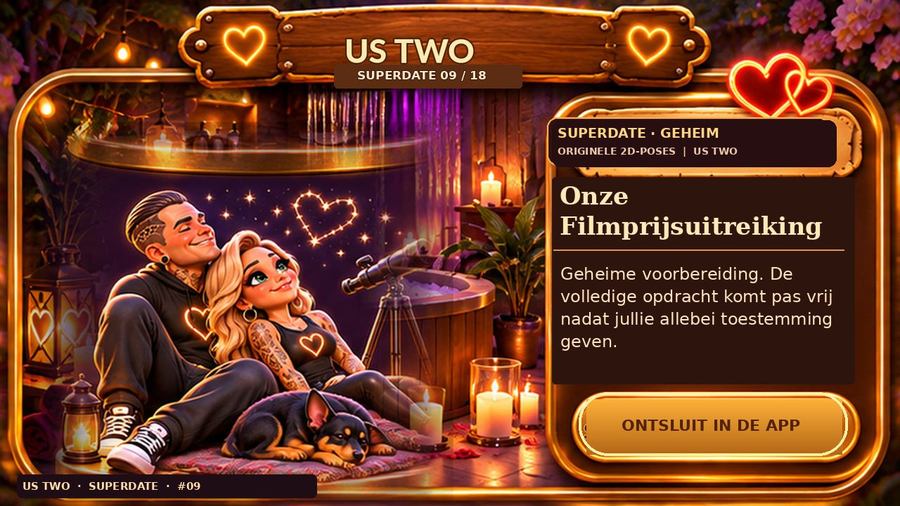 US TWO
SUPERDATE 09 / 18
SUPERDATE · GEHEIM
ORIGINELE 2D-POSES | US TWO
Onze
Filmprijsuitreiking
Geheime voorbereiding. De
volledige opdracht komt pas vrij
nadat jullie allebei toestemming
geven.
ONTSLUIT IN DE APP
US TWO · SUPERDATE · #09